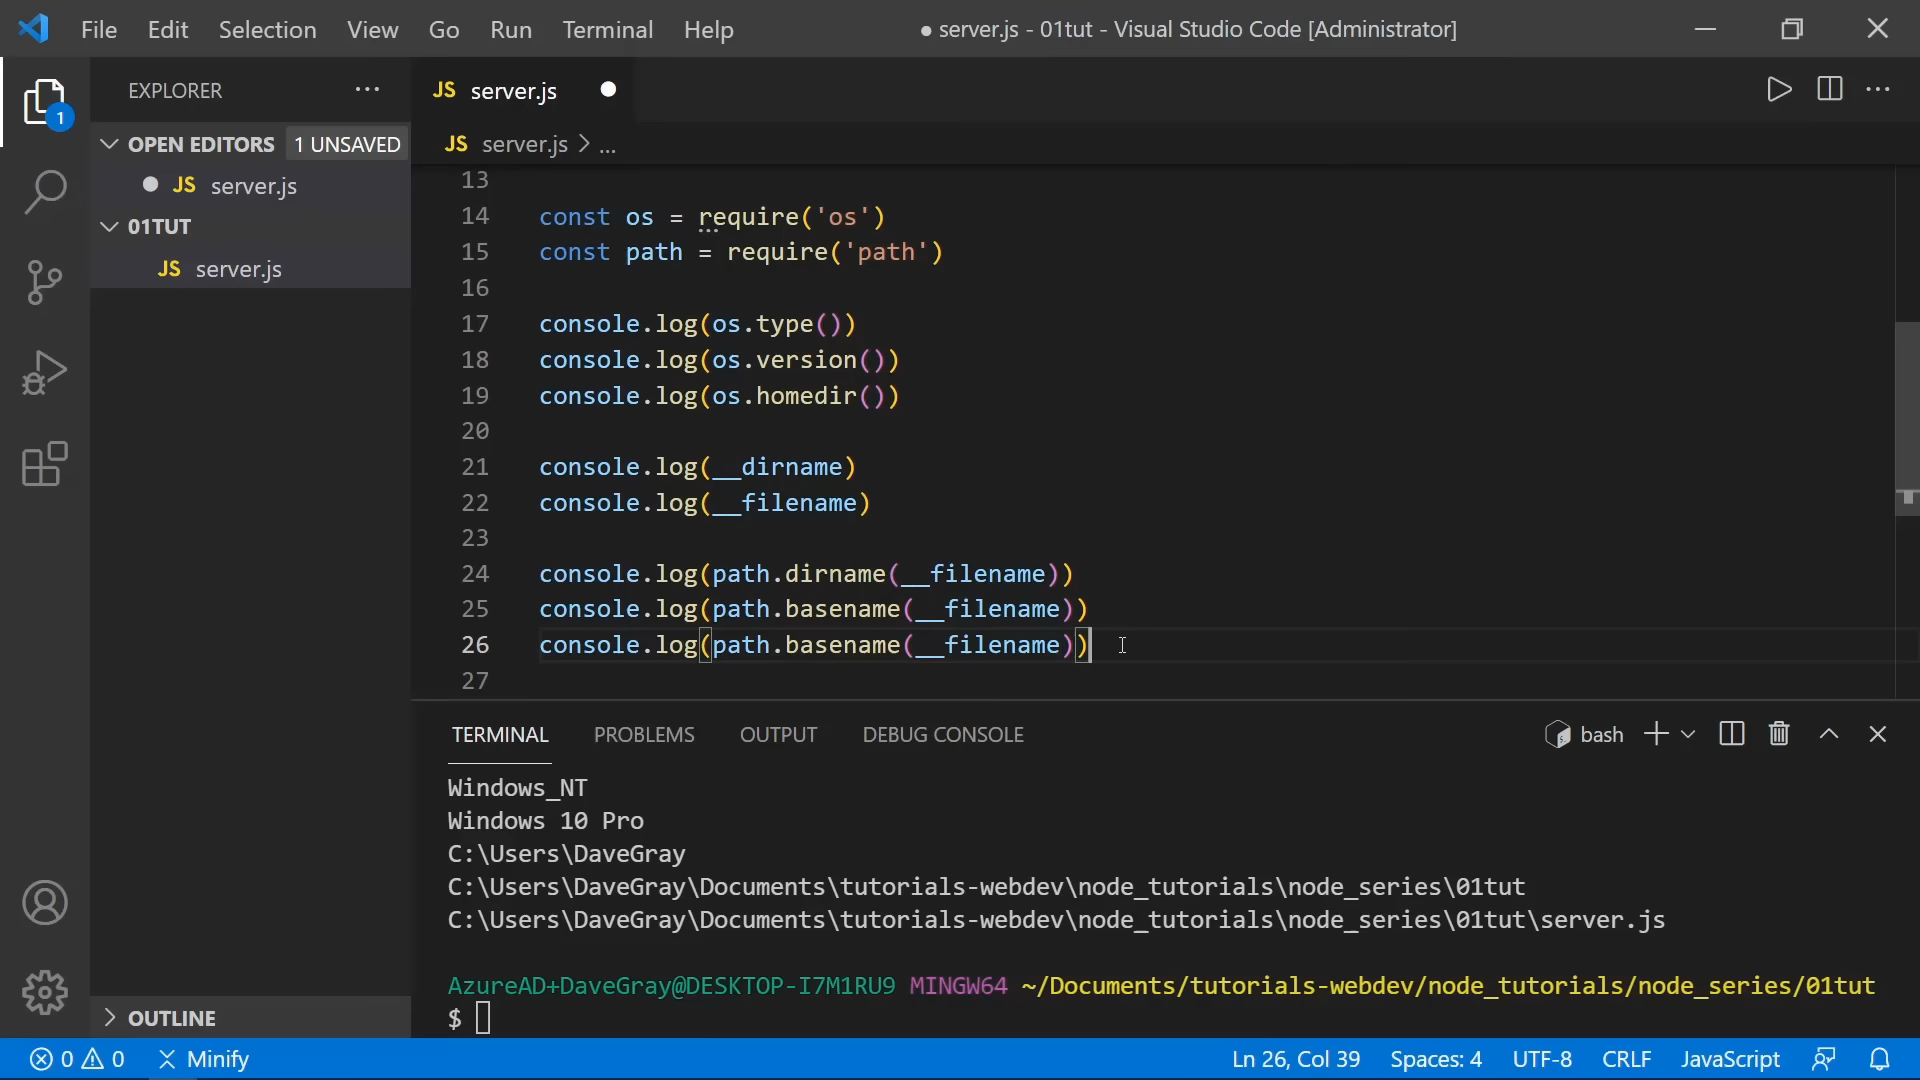 File Edit Selection View Go Run Terminal Help
● server.js - 01tut - Visual Studio Code [Administrator]
EXPLORER ...
JS server.js ●
1
OPEN EDITORS 1 UNSAVED
● JS server.js
01TUT
JS server.js
OUTLINE
JS server.js > ...
13
14 const os = require('os')
15 const path = require('path')
16
17 console.log(os.type())
18 console.log(os.version())
19 console.log(os.homedir())
20
21 console.log(__dirname)
22 console.log(__filename)
23
24 console.log(path.dirname(__filename))
25 console.log(path.basename(__filename))
26 console.log(path.basename(__filename))
27
TERMINAL PROBLEMS OUTPUT DEBUG CONSOLE
bash
Windows_NT
Windows 10 Pro
C:\Users\DaveGray
C:\Users\DaveGray\Documents\tutorials-webdev\node_tutorials\node_series\01tut
C:\Users\DaveGray\Documents\tutorials-webdev\node_tutorials\node_series\01tut\server.js
AzureAD+DaveGray@DESKTOP-I7M1RU9 MINGW64 ~/Documents/tutorials-webdev/node_tutorials/node_series/01tut
$
0 0 Minify
Ln 26, Col 39 Spaces: 4 UTF-8 CRLF JavaScript